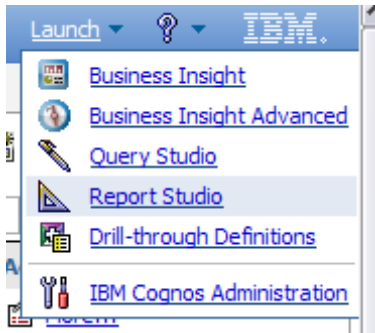 Launch ? IBM.
Business Insight
Business Insight Advanced
Query Studio
Report Studio
Drill-through Definitions
IBM Cognos Administration